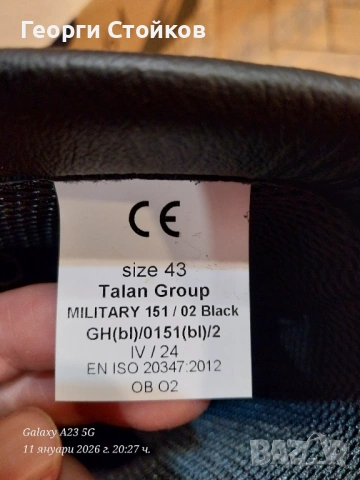 Георги Стойков
CE
size 43
Talan Group
MILITARY 151 / 02 Black
GH(bl)/0151(bl)/2
IV / 24
EN ISO 20347:2012
OB O2
Galaxy A23 5G
11 януари 2026 г. 20:27 ч.
BAZAR